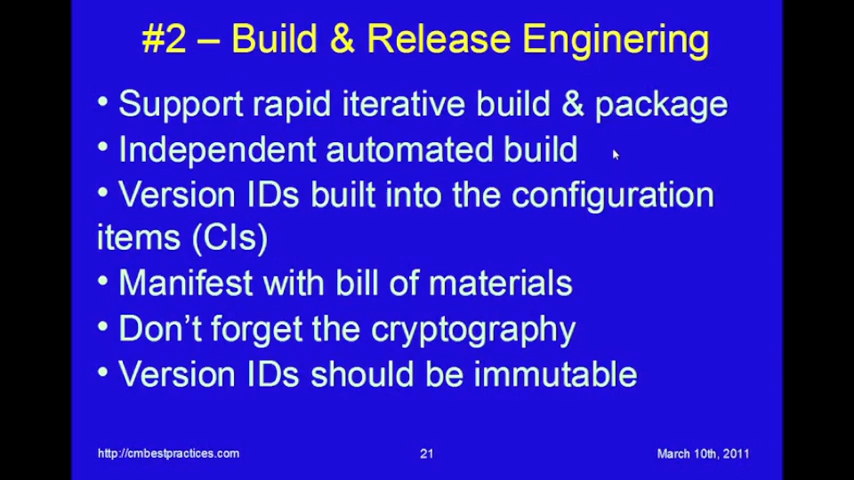 #2 – Build & Release Enginering
• Support rapid iterative build & package
• Independent automated build
• Version IDs built into the configuration
items (CIs)
• Manifest with bill of materials
• Don’t forget the cryptography
• Version IDs should be immutable
http://cmbestpractices.com 21 March 10th, 2011